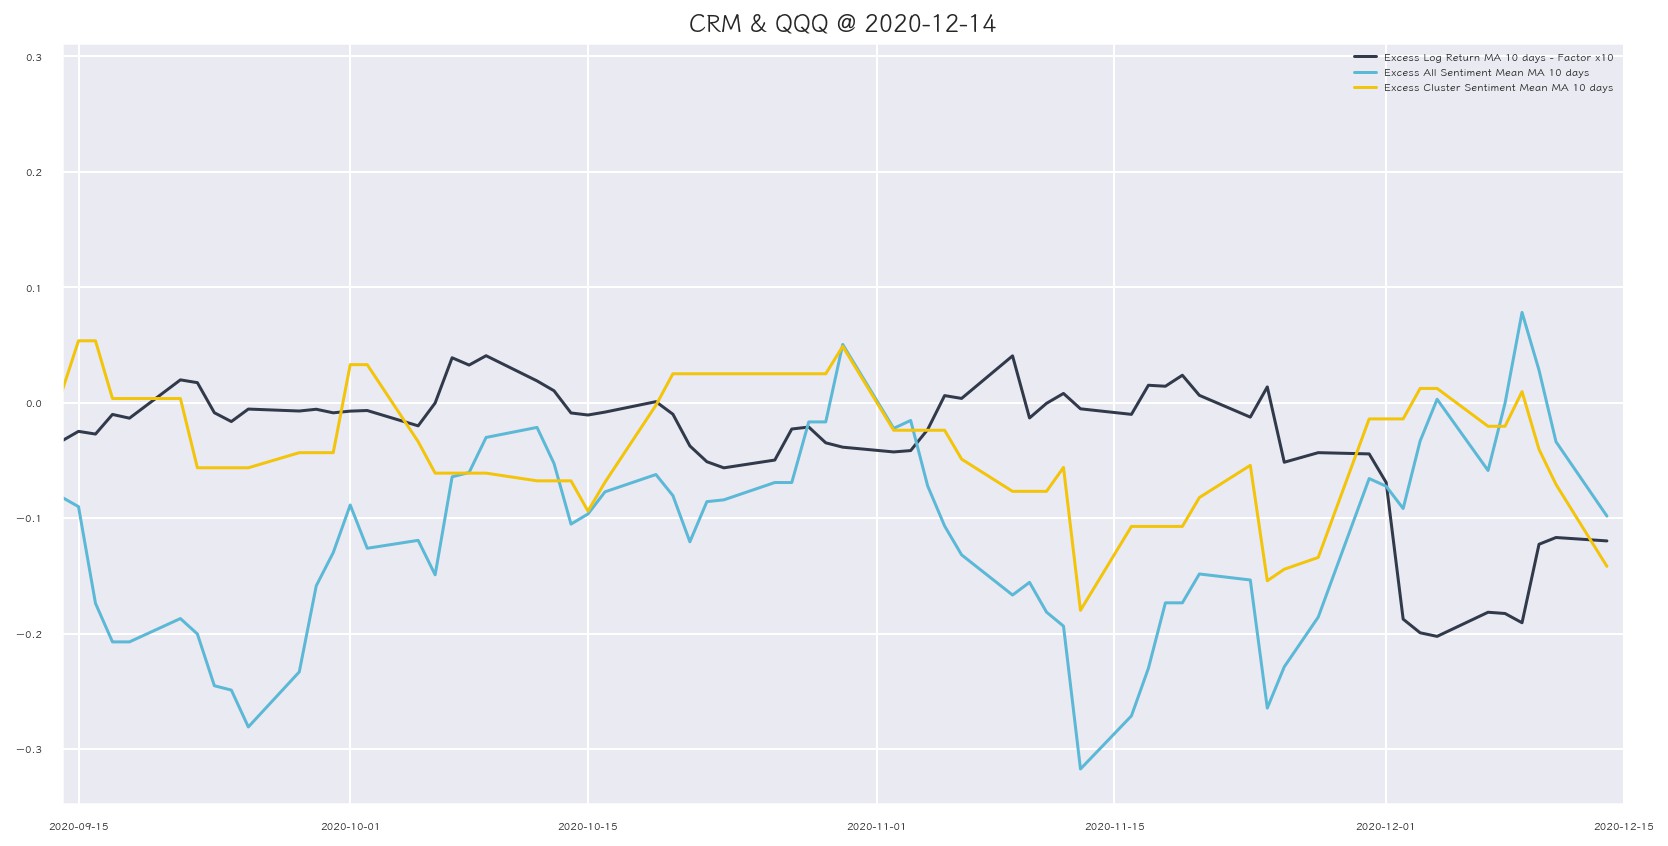 CRM & QQQ @ 2020-12-14
0.3
0.2
0.1
0.0
−0.1
−0.2
−0.3
Excess Log Return MA 10 days - Factor x10
Excess All Sentiment Mean MA 10 days
Excess Cluster Sentiment Mean MA 10 days
2020-09-15 2020-10-01 2020-10-15 2020-11-01 2020-11-15 2020-12-01 2020-12-15